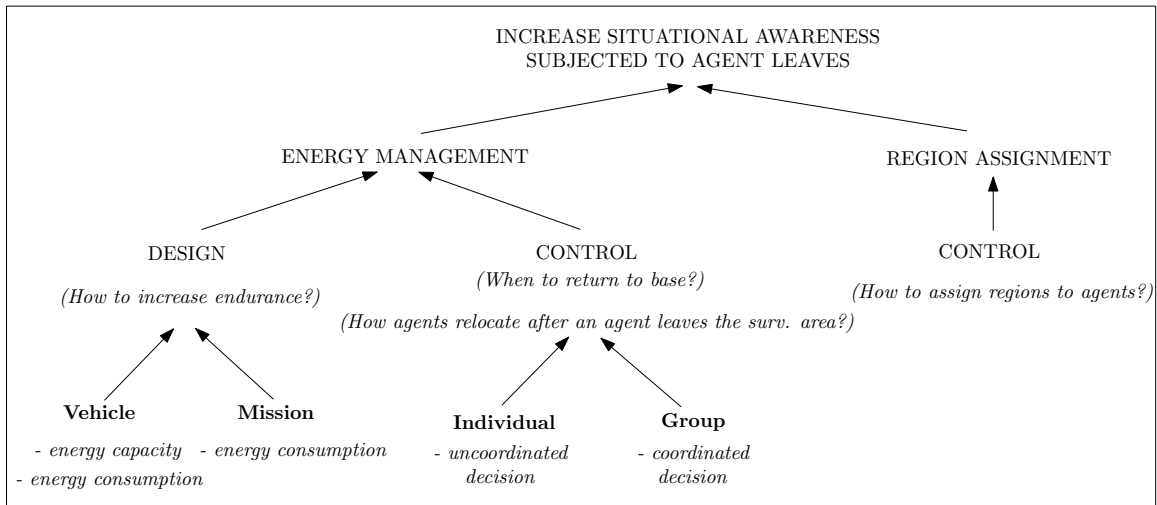 INCREASE SITUATIONAL AWARENESS
SUBJECTED TO AGENT LEAVES
ENERGY MANAGEMENT
REGION ASSIGNMENT
DESIGN
(How to increase endurance?)
CONTROL
(When to return to base?)
(How agents relocate after an agent leaves the surv. area?)
CONTROL
(How to assign regions to agents?)
Vehicle
- energy capacity
- energy consumption
Mission
- energy consumption
Individual
- uncoordinated
decision
Group
- coordinated
decision